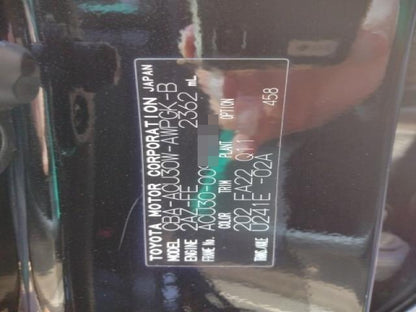 TOYOTA MOTOR CORPORATION JAPAN
MODEL CBA-ACU30W-AWPGK-B
ENGINE 2AZ-FE 2362 mL
FRAME No. ACU30-00
COLOR TRIM PLANT OPTION
202 FA22 Q11
TRANS./AXLE U241E -02A 458